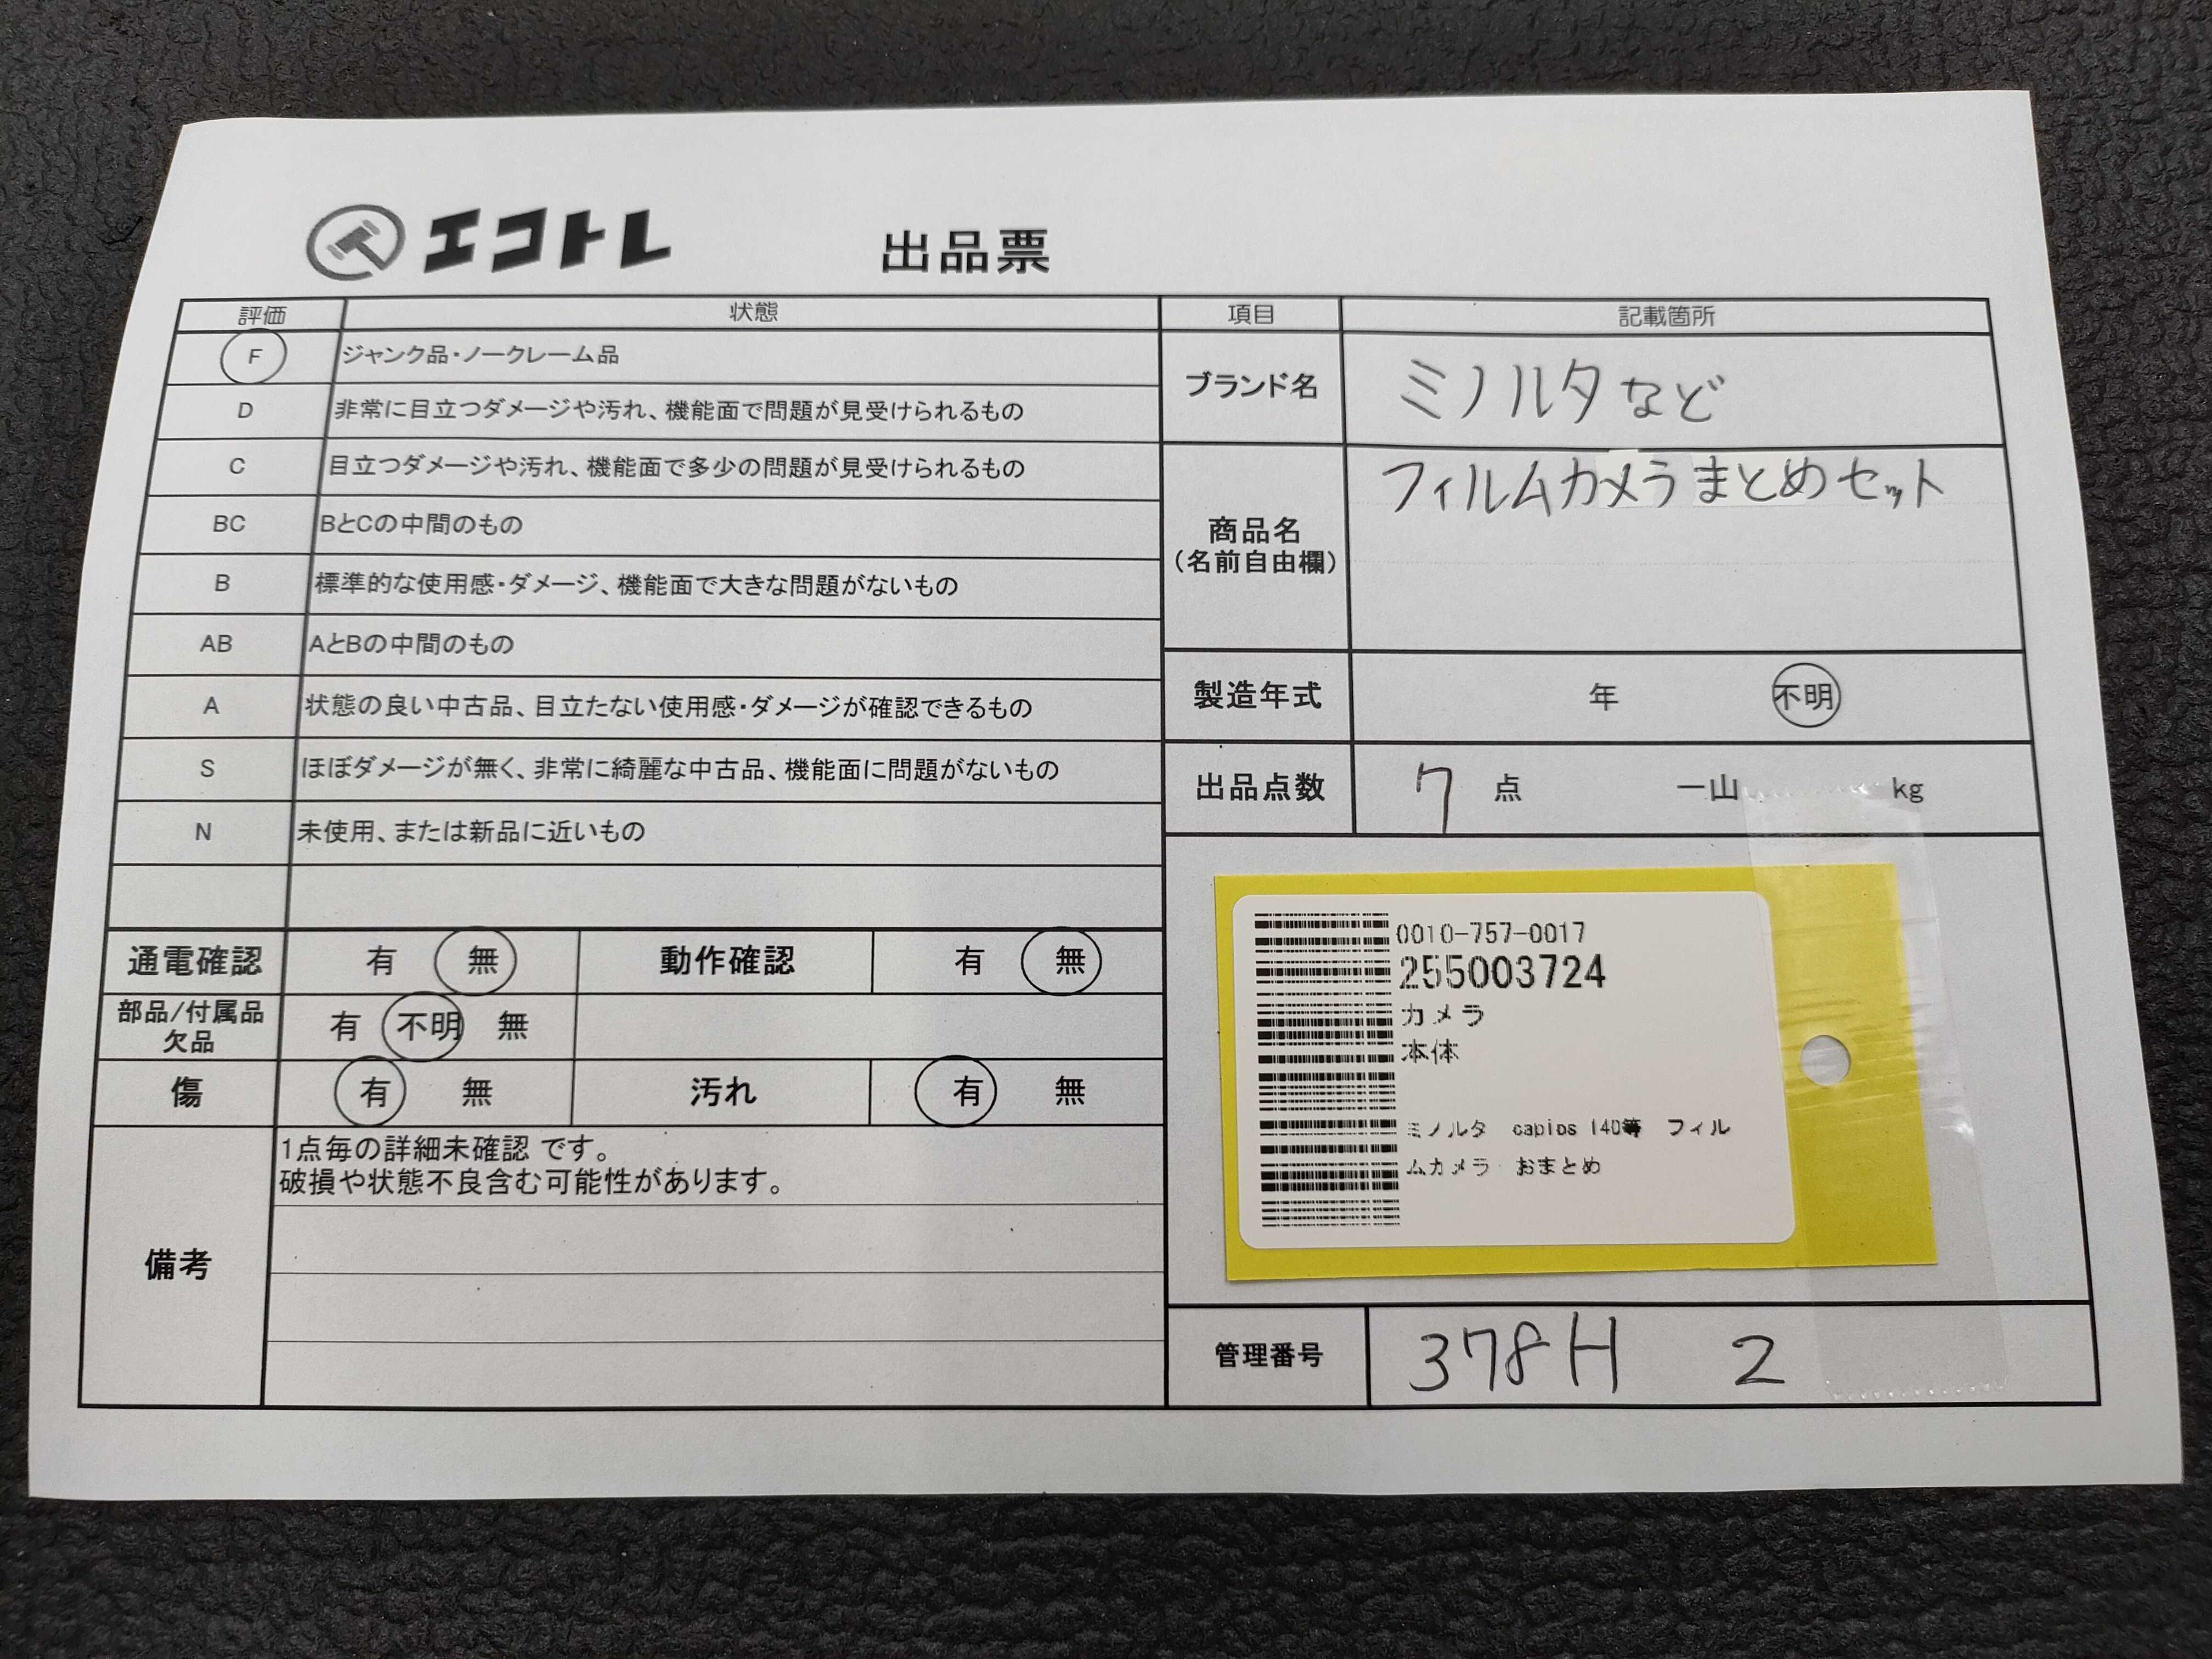 エコトレ 出品票
評価 状態
F ジャンク品・ノークレーム品
D 非常に目立つダメージや汚れ、機能面で問題が見受けられるもの
C 目立つダメージや汚れ、機能面で多少の問題が見受けられるもの
BC BとCの中間のもの
B 標準的な使用感・ダメージ、機能面で大きな問題がないもの
AB AとBの中間のもの
A 状態の良い中古品、目立たない使用感・ダメージが確認できるもの
S ほぼダメージが無く、非常に綺麗な中古品、機能面に問題がないもの
N 未使用、または新品に近いもの
通電確認 有 無 動作確認 有 無
部品/付属品
欠品 有 不明 無
傷 有 無 汚れ 有 無
備考
1点毎の詳細未確認 です。
破損や状態不良含む可能性があります。
項目 記載箇所
ブランド名 ミノルタなど
商品名
(名前自由欄)
フィルムカメラまとめセット
製造年式 年 不明
出品点数 7 点 一山 kg
0010-757-0017
255003724
カメラ
本体
ミノルタ capios 140等 フィル
ムカメラ おまとめ
管理番号 378H 2